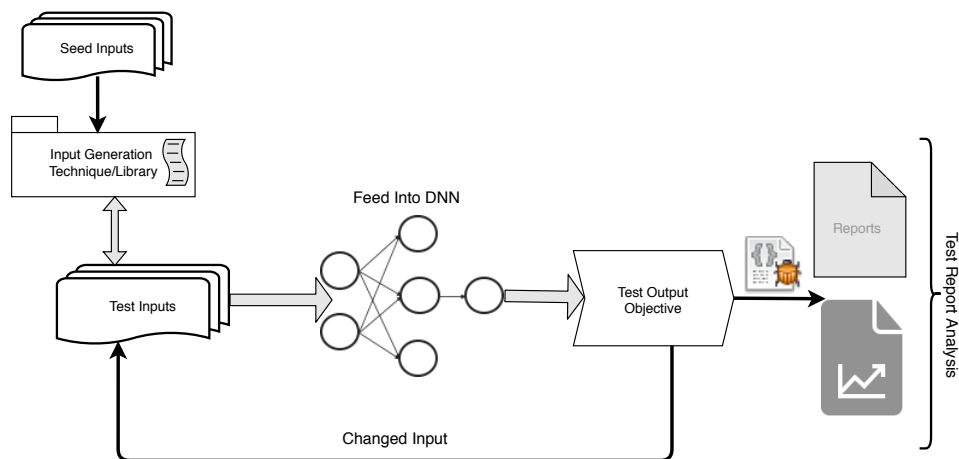 Seed Inputs
Input Generation
Technique/Library
Feed Into DNN
Test Inputs
Test Output
Objective
{}
Reports
Test Report Analysis
Changed Input